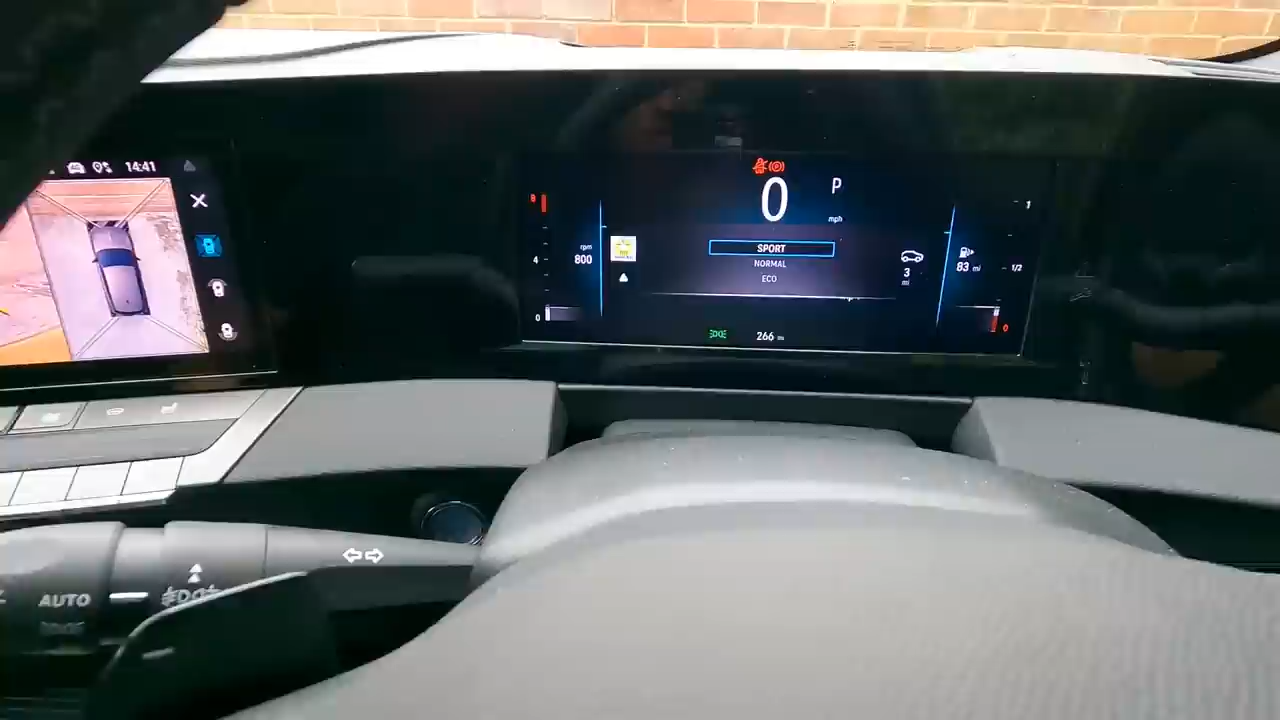 14:41
0
P
mph
8
1
rpm
800
SPORT
NORMAL
ECO
4
3
mi
83 mi
1/2
0
0
266 m
AUTO